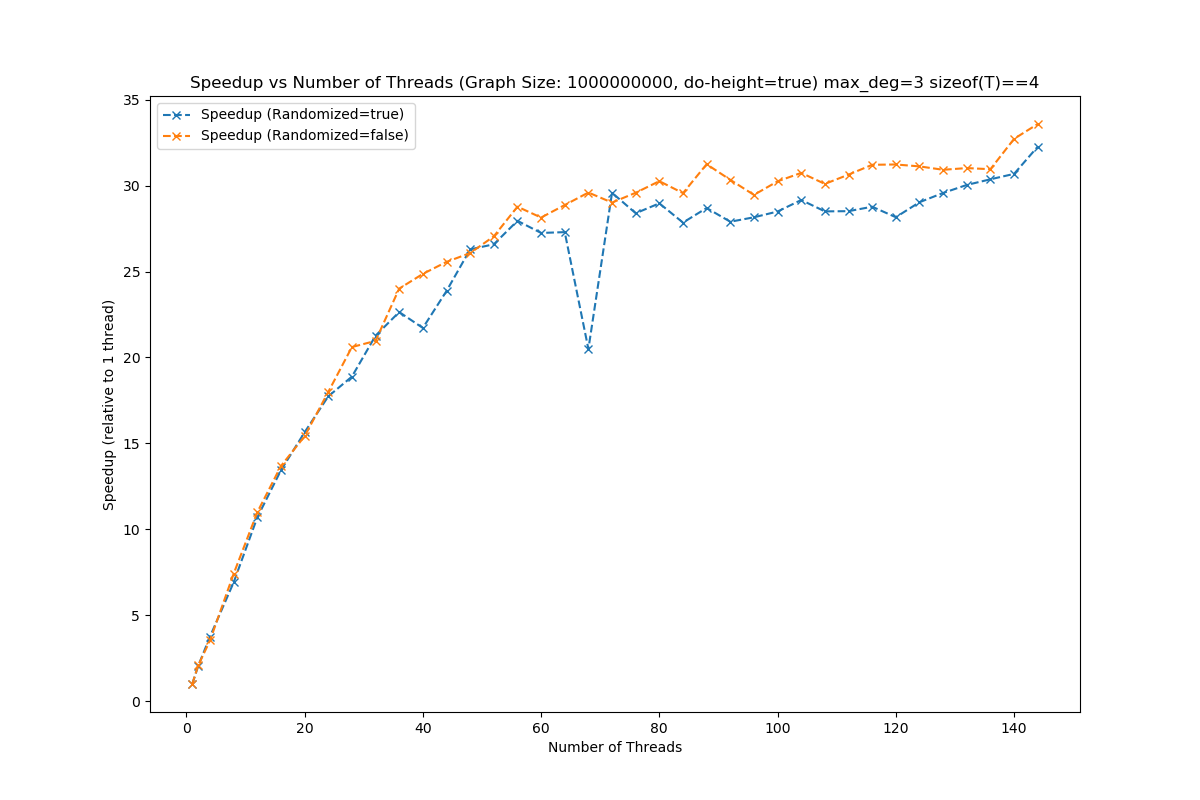 Speedup vs Number of Threads (Graph Size: 1000000000, do-height=true) max_deg=3 sizeof(T)==4
Speedup (Randomized=true)
Speedup (Randomized=false)
35
30
25
20
15
10
5
0
Speedup (relative to 1 thread)
0 20 40 60 80 100 120 140
Number of Threads